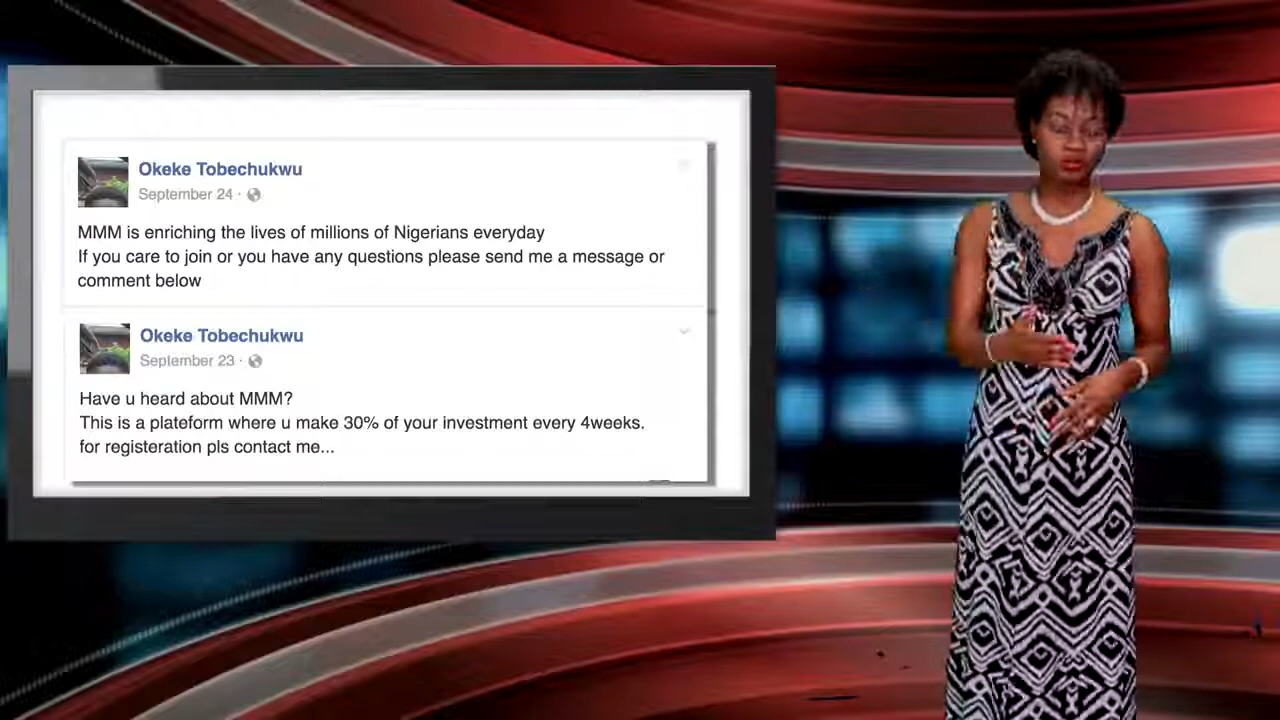 Okeke Tobechukwu
September 24 ·
MMM is enriching the lives of millions of Nigerians everyday
If you care to join or you have any questions please send me a message or
comment below
Okeke Tobechukwu
September 23 ·
Have u heard about MMM?
This is a plateform where u make 30% of your investment every 4weeks.
for registeration pls contact me...